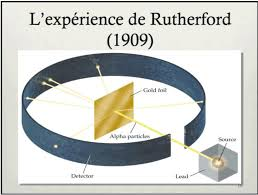 L'expérience de Rutherford
(1909)
Gold foil
Alpha particles
Source
Detector
Lead